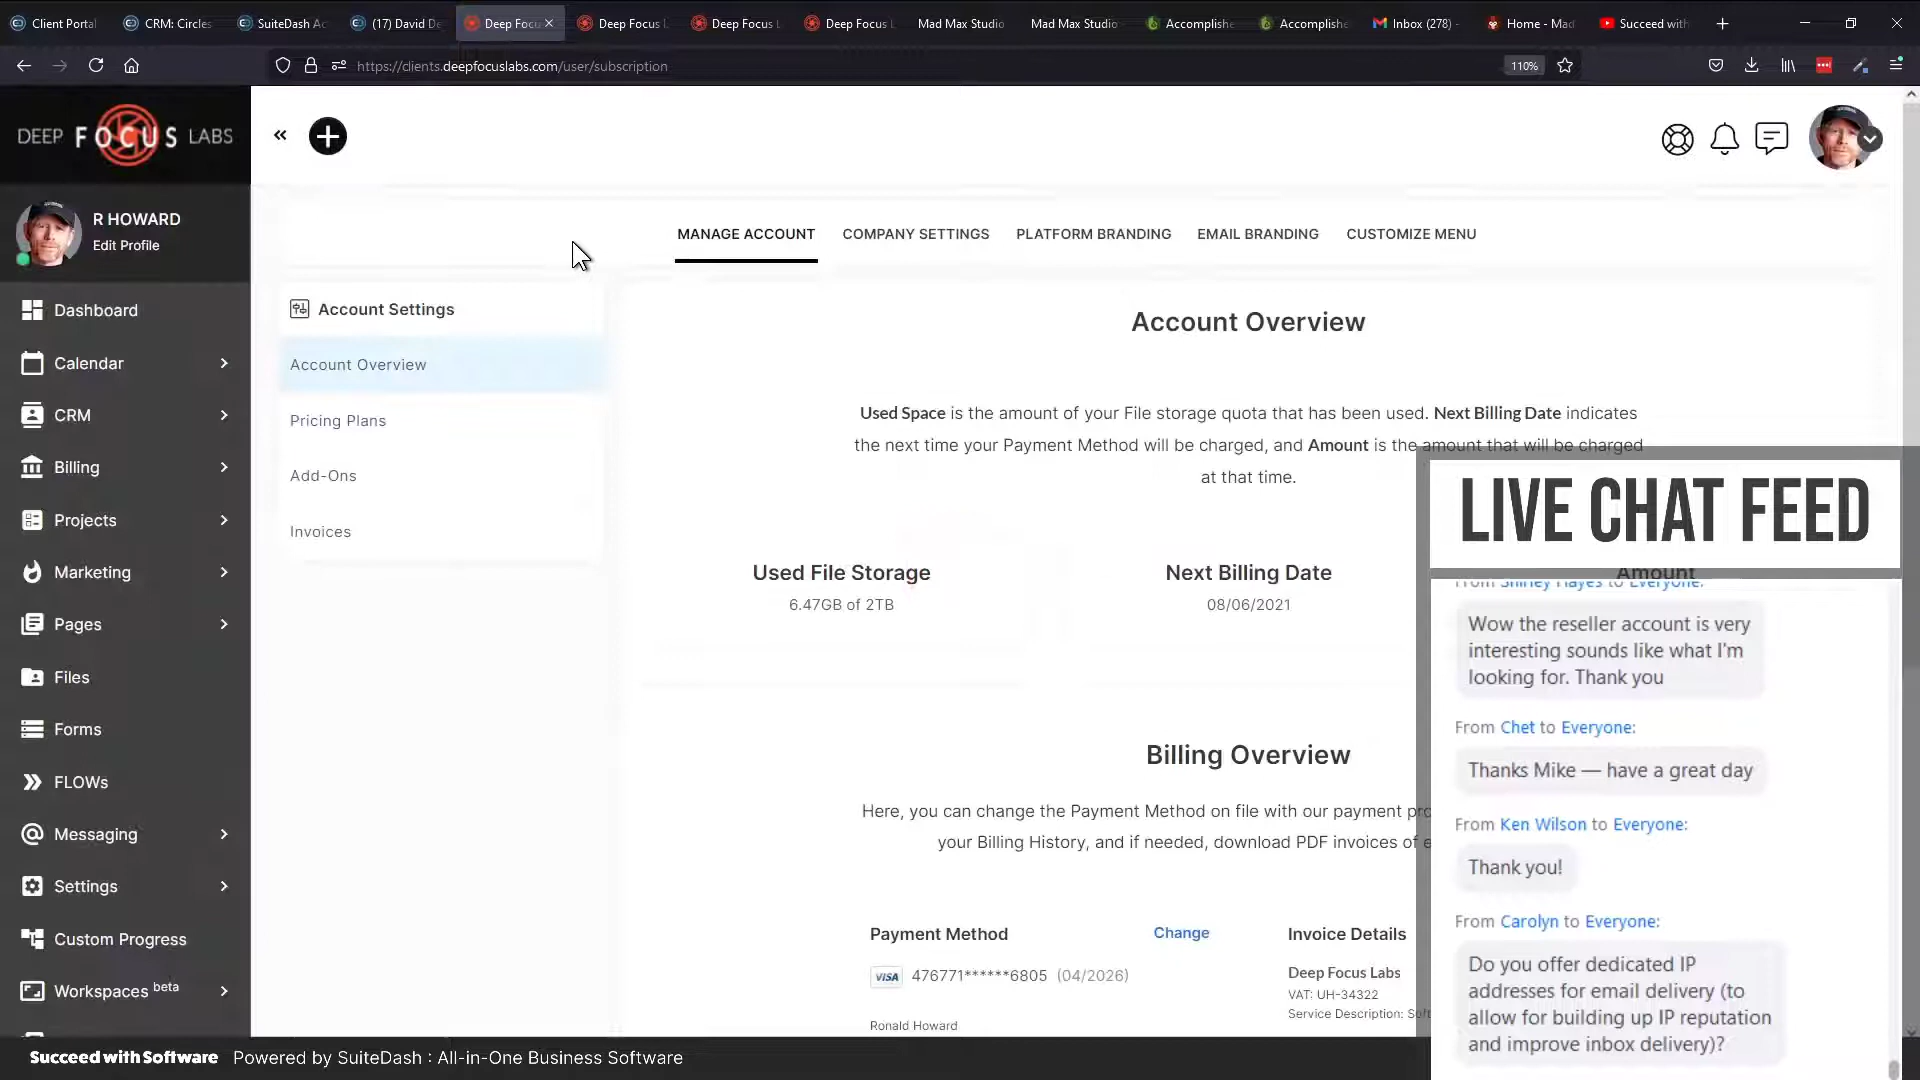 Client Portal
CRM: Circles
SuiteDash Ac
(17) David De
Deep Focu
Deep Focus L
Deep Focus L
Deep Focus L
Mad Max Studio
Mad Max Studio
Accomplishe
Accomplishe
Inbox (278) -
Home - Mad
Succeed with
https://clients.deepfocuslabs.com/user/subscription
110%
DEEP FOCUS LABS
R HOWARD
Edit Profile
Dashboard
Calendar
CRM
Billing
Projects
Marketing
Pages
Files
Forms
FLOWs
Messaging
Settings
Custom Progress
Workspaces beta
MANAGE ACCOUNT
COMPANY SETTINGS
PLATFORM BRANDING
EMAIL BRANDING
CUSTOMIZE MENU
Account Settings
Account Overview
Pricing Plans
Add-Ons
Invoices
Account Overview
Used Space is the amount of your File storage quota that has been used. Next Billing Date indicates
the next time your Payment Method will be charged, and Amount is the amount that will be charged
at that time.
Used File Storage
6.47GB of 2TB
Next Billing Date
08/06/2021
Amount
Billing Overview
Here, you can change the Payment Method on file with our payment pro
your Billing History, and if needed, download PDF invoices of e
Payment Method
Change
VISA 476771******6805 (04/2026)
Ronald Howard
Invoice Details
Deep Focus Labs
VAT: UH-34322
Service Description: Soft
LIVE CHAT FEED
From Shirley Hayes to Everyone:
Wow the reseller account is very
interesting sounds like what I'm
looking for. Thank you
From Chet to Everyone:
Thanks Mike — have a great day
From Ken Wilson to Everyone:
Thank you!
From Carolyn to Everyone:
Do you offer dedicated IP
addresses for email delivery (to
allow for building up IP reputation
and improve inbox delivery)?
Succeed with Software
Powered by SuiteDash : All-in-One Business Software